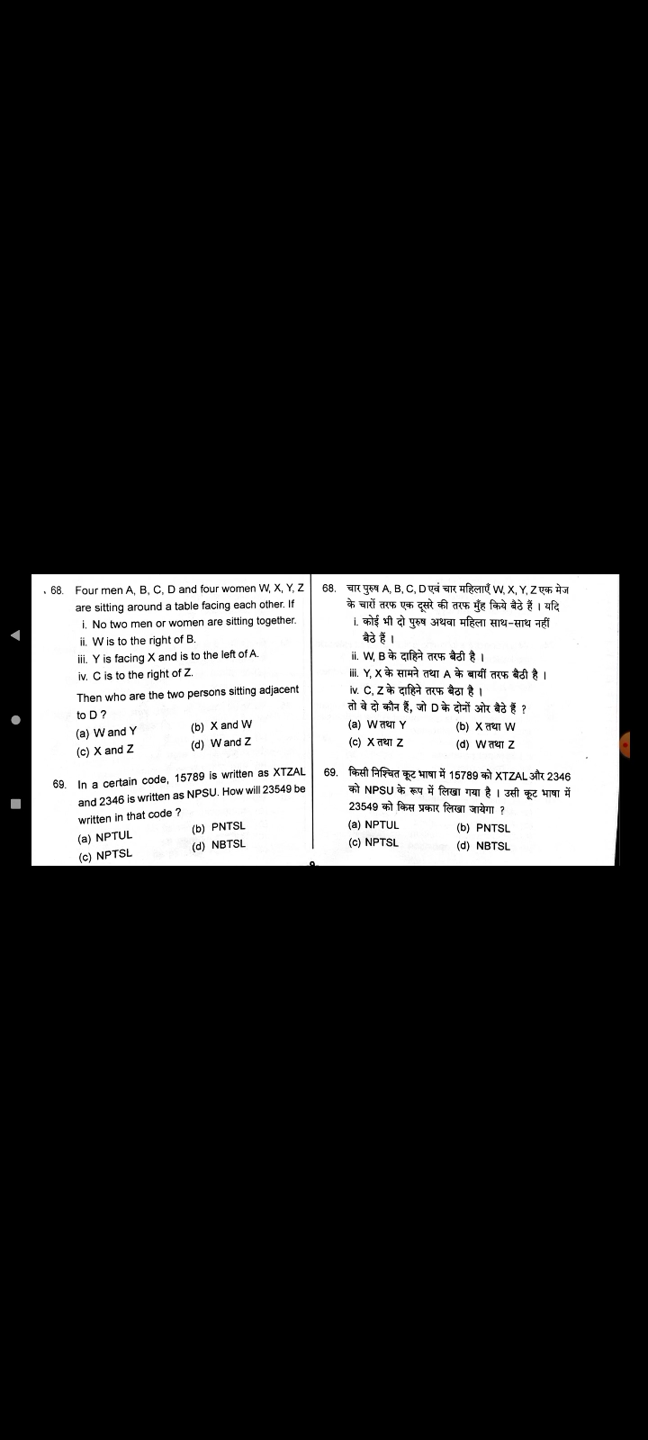 68. Four men A, B, C, D and four women W, X, Y, Z
are sitting around a table facing each other. If
i. No two men or women are sitting together.
ii. W is to the right of B.
iii. Y is facing X and is to the left of A.
iv. C is to the right of Z.
Then who are the two persons sitting adjacent
to D ?
(a) W and Y (b) X and W
(c) X and Z (d) W and Z
69. In a certain code, 15789 is written as XTZAL
and 2346 is written as NPSU. How will 23549 be
written in that code ?
(a) NPTUL (b) PNTSL
(c) NPTSL (d) NBTSL
68. चार पुरुष A, B, C, D एवं चार महिलाएँ W, X, Y, Z एक मेज
के चारों तरफ एक दूसरे की तरफ मुँह किये बैठे हैं । यदि
i. कोई भी दो पुरुष अथवा महिला साथ-साथ नहीं
बैठे हैं ।
ii. W, B के दाहिने तरफ बैठी है ।
iii. Y, X के सामने तथा A के बायीं तरफ बैठी है ।
iv. C, Z के दाहिने तरफ बैठा है ।
तो वे दो कौन हैं, जो D के दोनों ओर बैठे हैं ?
(a) W तथा Y (b) X तथा W
(c) X तथा Z (d) W तथा Z
69. किसी निश्चित कूट भाषा में 15789 को XTZAL और 2346
को NPSU के रूप में लिखा गया है । उसी कूट भाषा में
23549 को किस प्रकार लिखा जायेगा ?
(a) NPTUL (b) PNTSL
(c) NPTSL (d) NBTSL